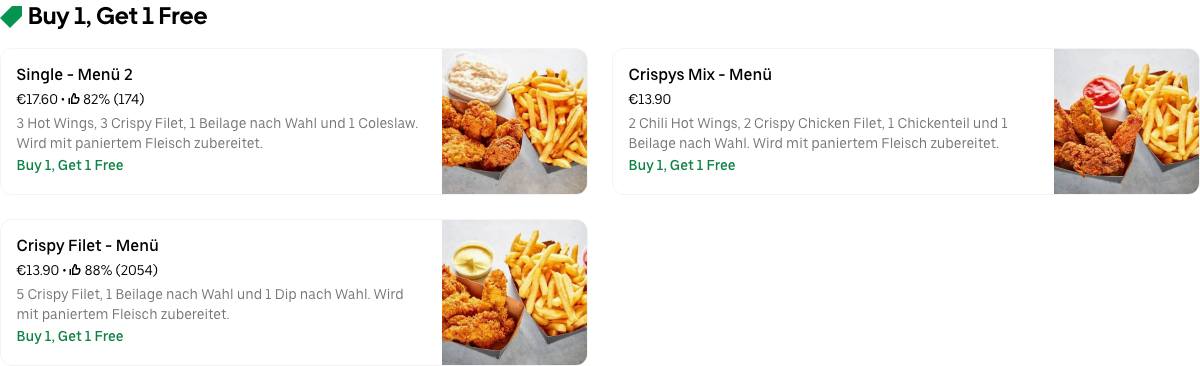 Buy 1, Get 1 Free
Single - Menü 2
€17.60 • 82% (174)
3 Hot Wings, 3 Crispy Filet, 1 Beilage nach Wahl und 1 Coleslaw.
Wird mit paniertem Fleisch zubereitet.
Buy 1, Get 1 Free
Crispys Mix - Menü
€13.90
2 Chili Hot Wings, 2 Crispy Chicken Filet, 1 Chickenteil und 1
Beilage nach Wahl. Wird mit paniertem Fleisch zubereitet.
Buy 1, Get 1 Free
Crispy Filet - Menü
€13.90 • 88% (2054)
5 Crispy Filet, 1 Beilage nach Wahl und 1 Dip nach Wahl. Wird
mit paniertem Fleisch zubereitet.
Buy 1, Get 1 Free